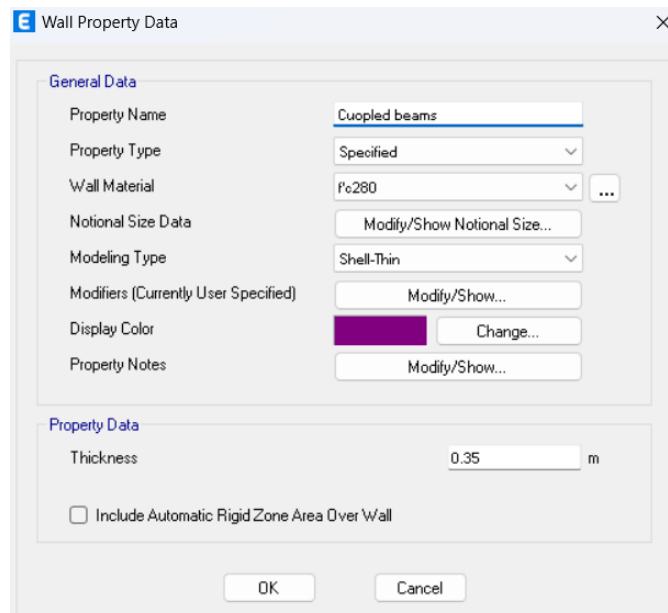 E Wall Property Data
General Data
Property Name Cuopled beams
Property Type Specified
Wall Material f'c280 ...
Notional Size Data Modify/Show Notional Size...
Modeling Type Shell-Thin
Modifiers (Currently User Specified) Modify/Show...
Display Color Change...
Property Notes Modify/Show...
Property Data
Thickness 0.35 m
Include Automatic Rigid Zone Area Over Wall
OK Cancel